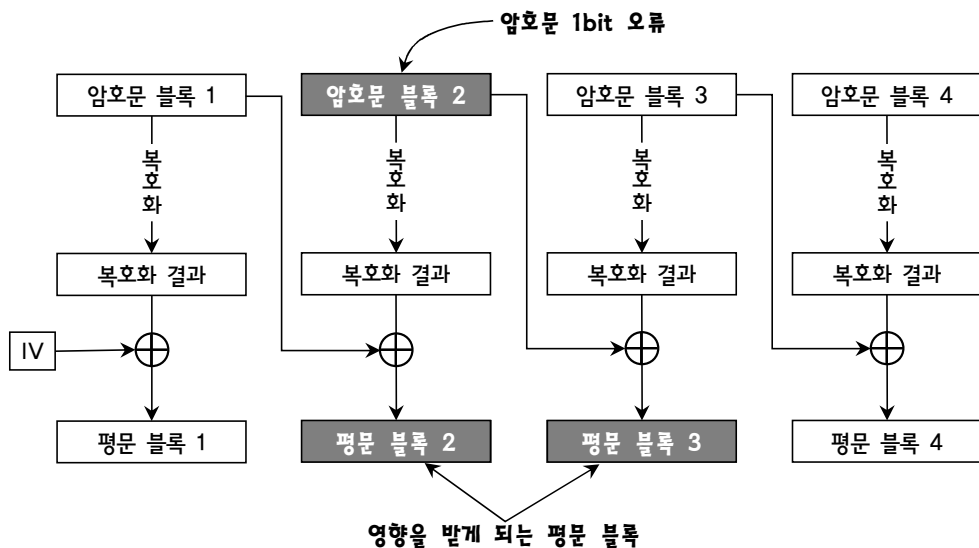 암호문 1bit 오류
암호문 블록 1
암호문 블록 2
암호문 블록 3
암호문 블록 4
복호화
복호화
복호화
복호화
복호화 결과
복호화 결과
복호화 결과
복호화 결과
IV
평문 블록 1
평문 블록 2
평문 블록 3
평문 블록 4
영향을 받게 되는 평문 블록